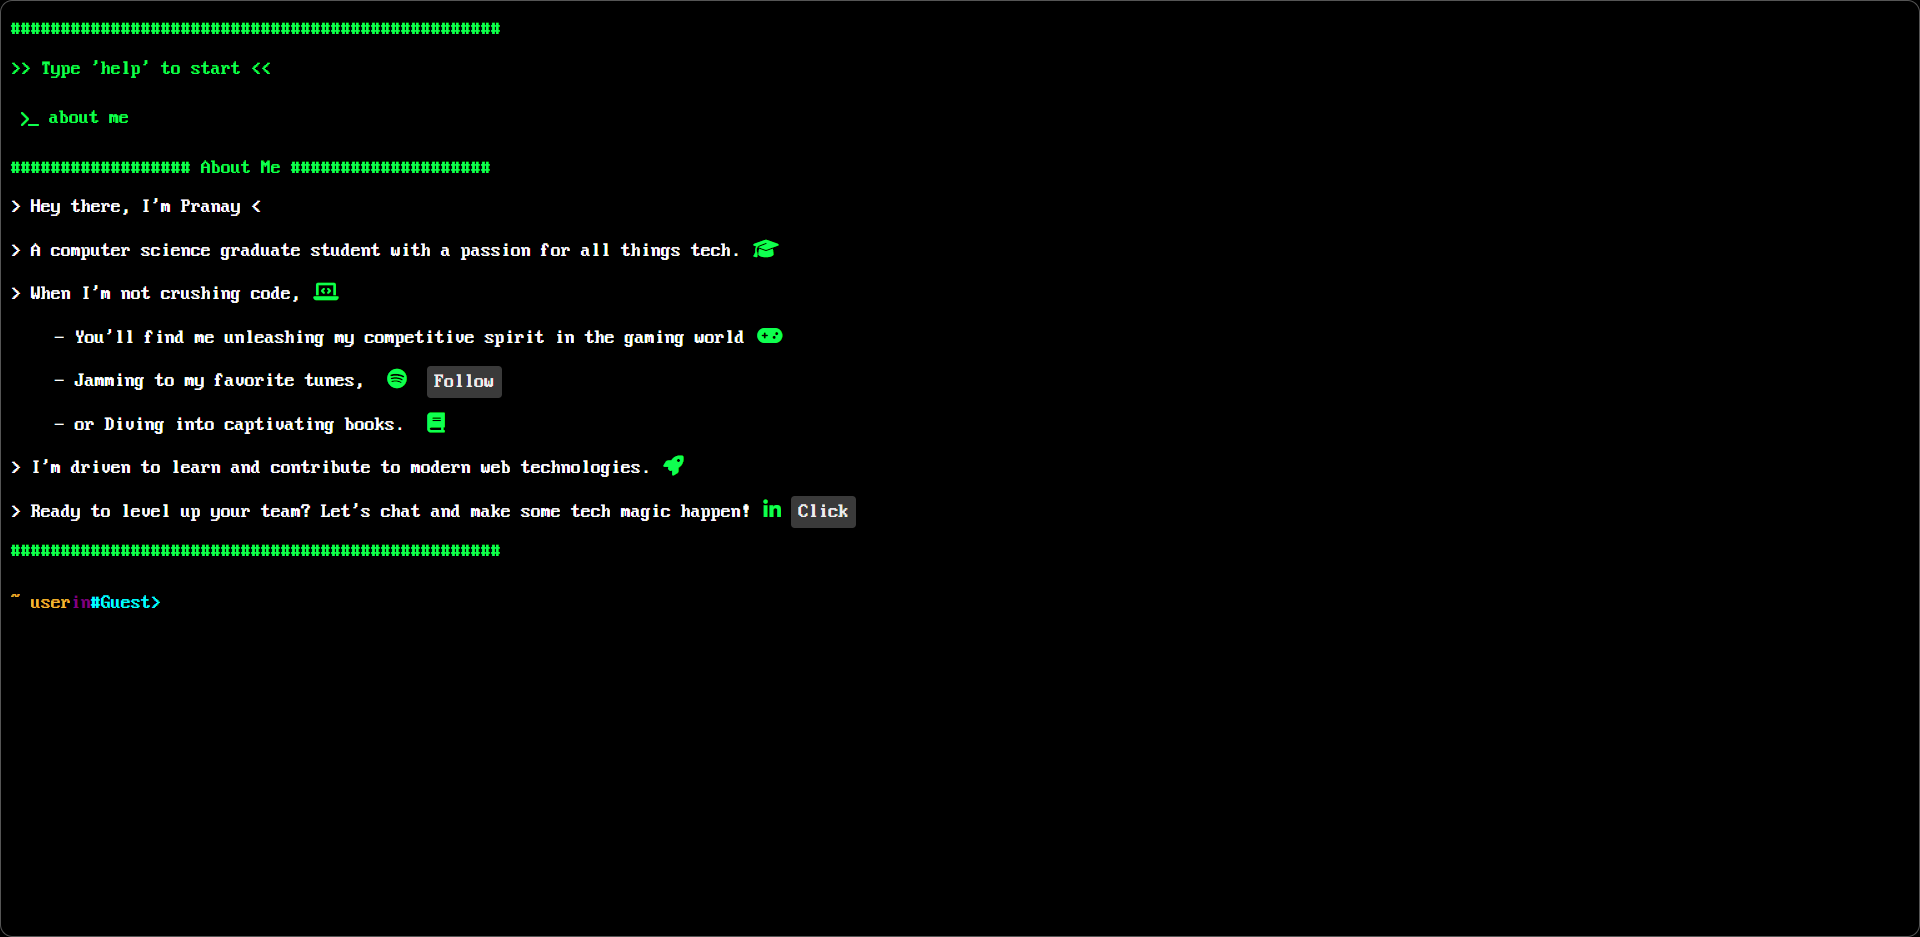 #################################################
>> Type 'help' to start <<
>_ about me
################## About Me ####################
> Hey there, I'm Pranay <
> A computer science graduate student with a passion for all things tech.
> When I'm not crushing code,
- You'll find me unleashing my competitive spirit in the gaming world
- Jamming to my favorite tunes, Follow
- or Diving into captivating books.
> I'm driven to learn and contribute to modern web technologies.
> Ready to level up your team? Let's chat and make some tech magic happen! in Click
#################################################
~ userin#Guest>